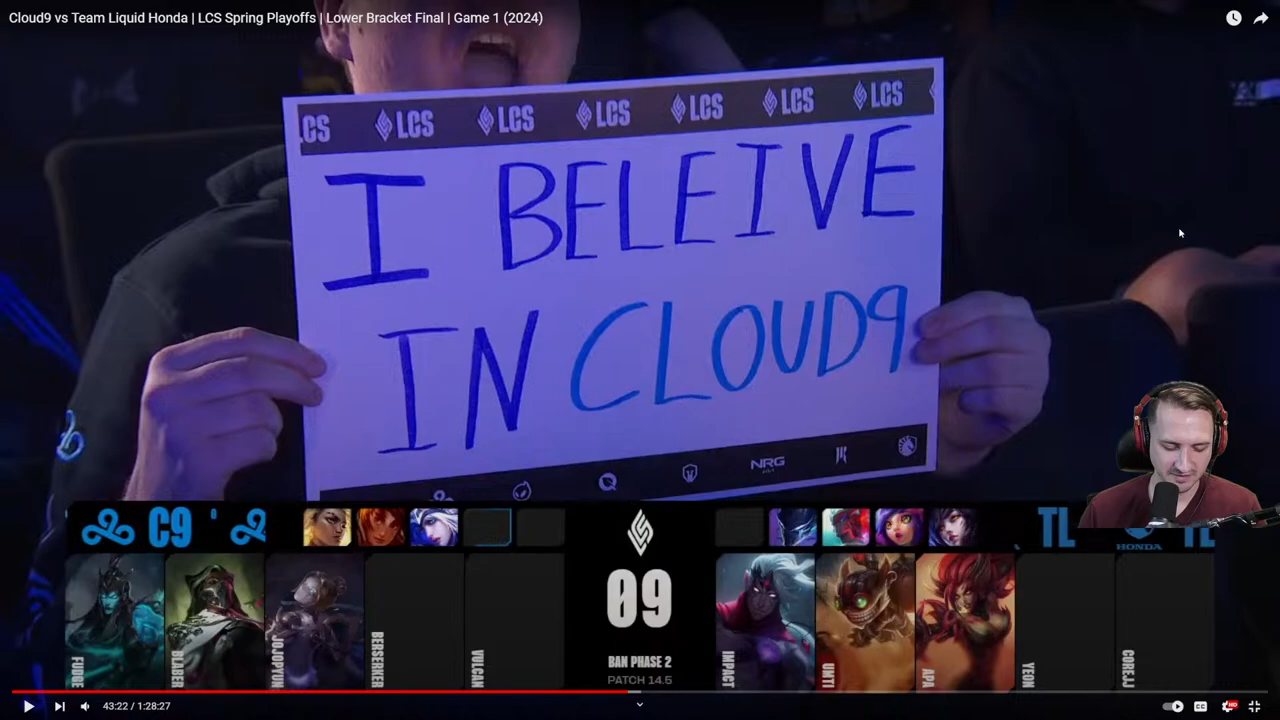 Cloud9 vs Team Liquid Honda | LCS Spring Playoffs | Lower Bracket Final | Game 1 (2024)
LCS LCS LCS LCS LCS LCS
I BELEIVE
IN CLOUD9
NRG
C9
TL
HONDA
09
BAN PHASE 2
PATCH 14.5
FUDGE
BLABER
JOJOPYUN
BERSERKER
VULCAN
IMPACT
UMTI
APA
YEON
COREJJ
43:22 / 1:28:27
CC
HD